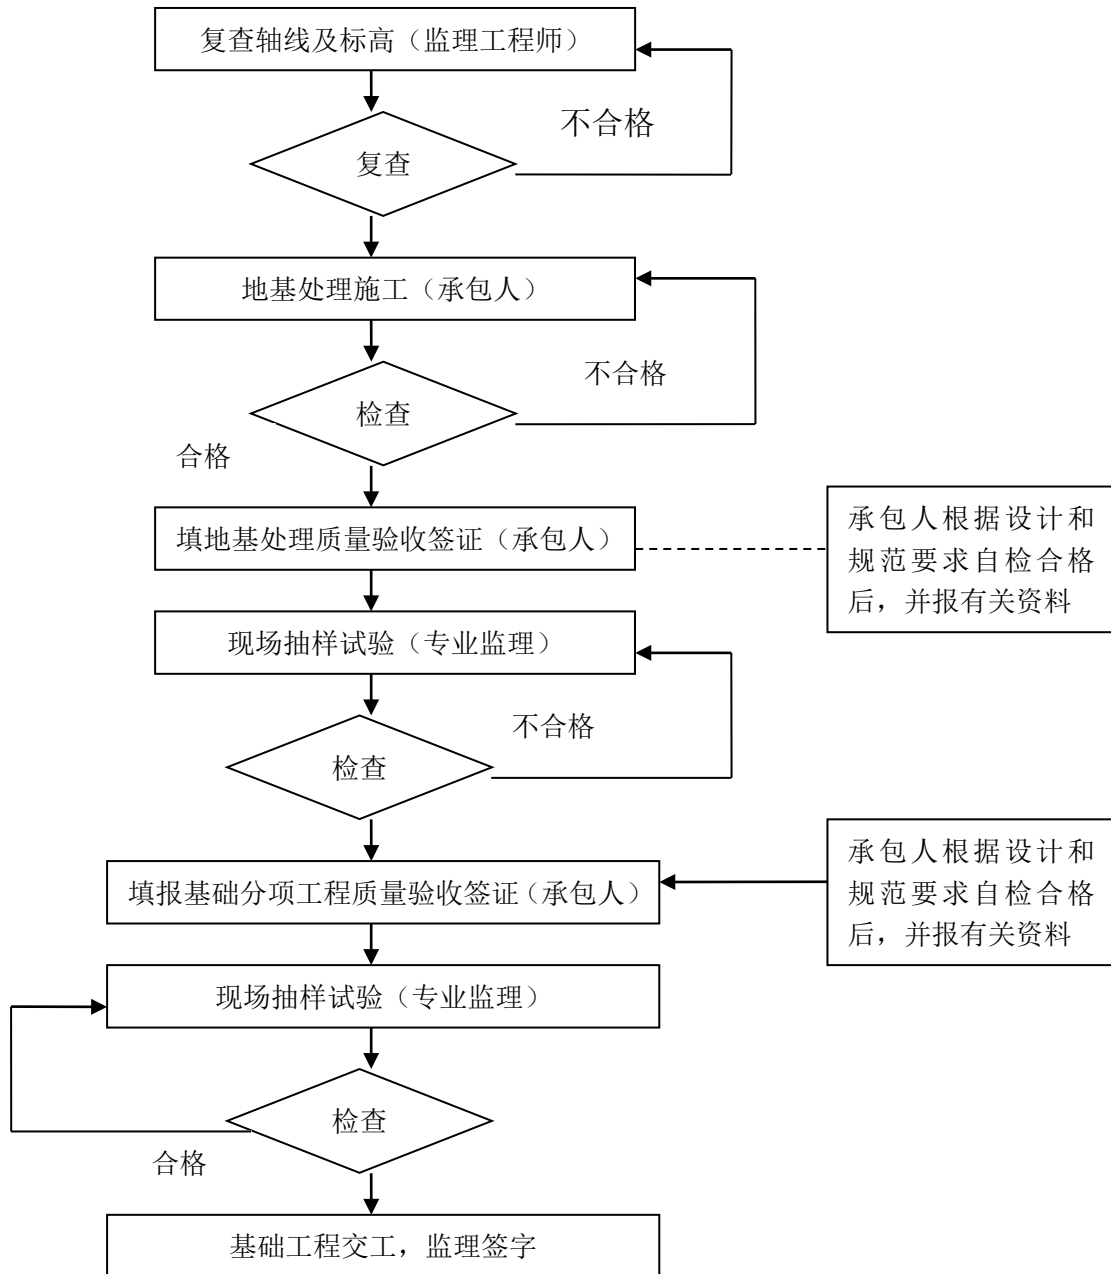 复查轴线及标高（监理工程师）
不合格
复查
地基处理施工（承包人）
不合格
检查
合格
填地基处理质量验收签证（承包人）
承包人根据设计和
规范要求自检合格
后，并报有关资料
现场抽样试验（专业监理）
不合格
检查
填报基础分项工程质量验收签证（承包人）
承包人根据设计和
规范要求自检合格
后，并报有关资料
现场抽样试验（专业监理）
检查
合格
基础工程交工，监理签字